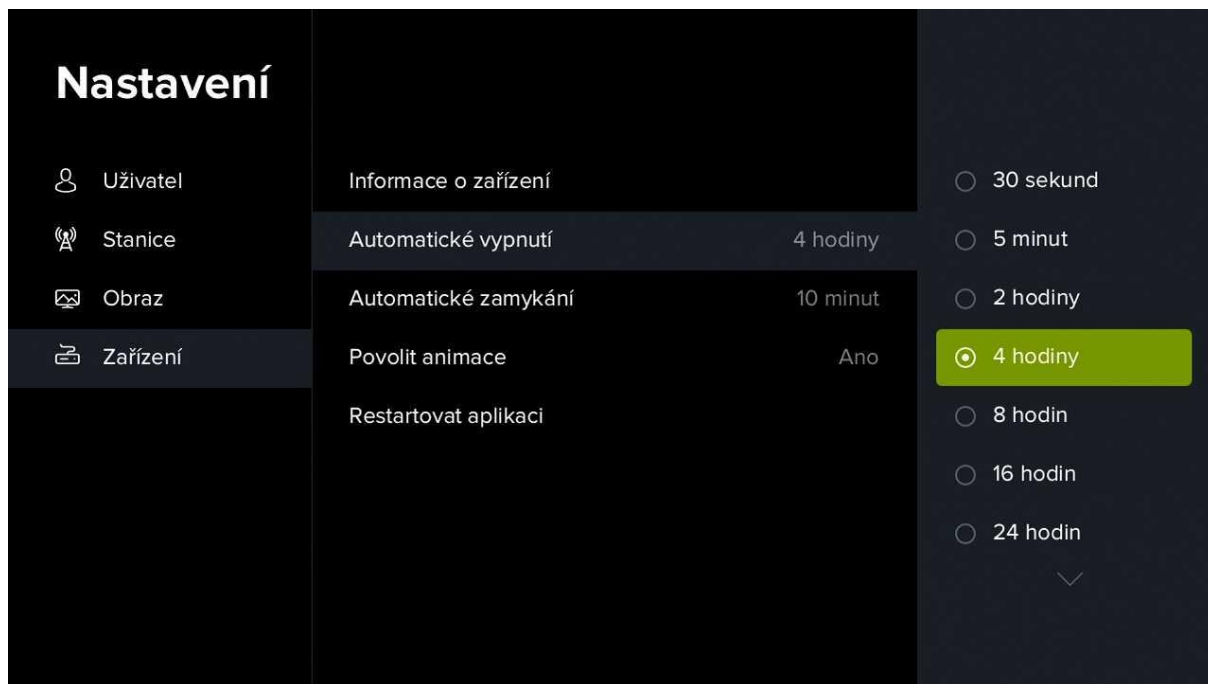 Nastavení
Uživatel
Stanice
Obraz
Zařízení
Informace o zařízení
Automatické vypnutí 4 hodiny
Automatické zamykání 10 minut
Povolit animace Ano
Restartovat aplikaci
30 sekund
5 minut
2 hodiny
4 hodiny
8 hodin
16 hodin
24 hodin